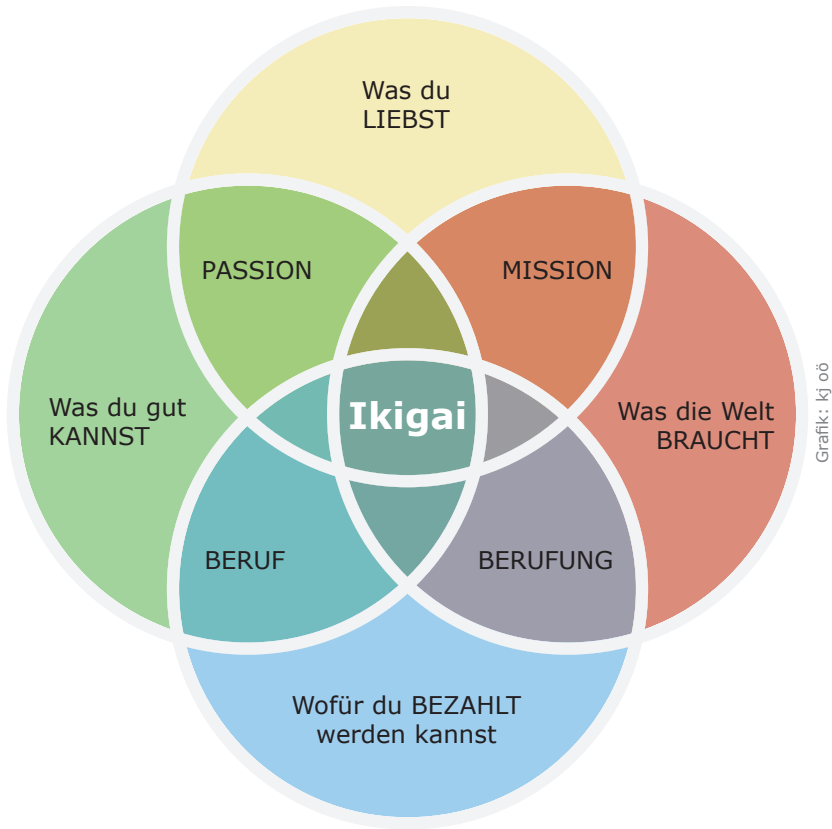 Was du
LIEBST
PASSION
MISSION
Was du gut
KANNST
Ikigai
Was die Welt
BRAUCHT
BERUF
BERUFUNG
Wofür du BEZAHLT
werden kannst
Grafik: kj oö